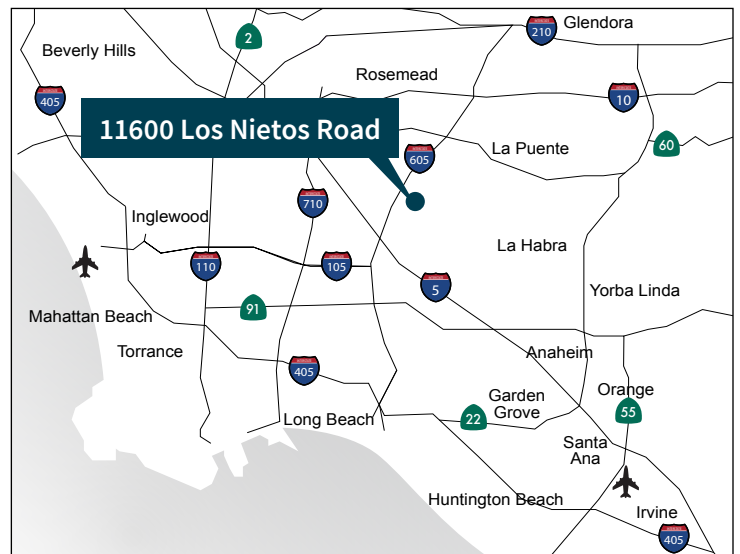 Glendora
2
210
Beverly Hills
Rosemead
405
10
11600 Los Nietos Road
60
La Puente
605
710
Inglewood
La Habra
110
105
5
Yorba Linda
91
Mahattan Beach
Torrance
Anaheim
405
Orange
Garden
Grove
55
Long Beach
22
Santa
Ana
Huntington Beach
Irvine
405